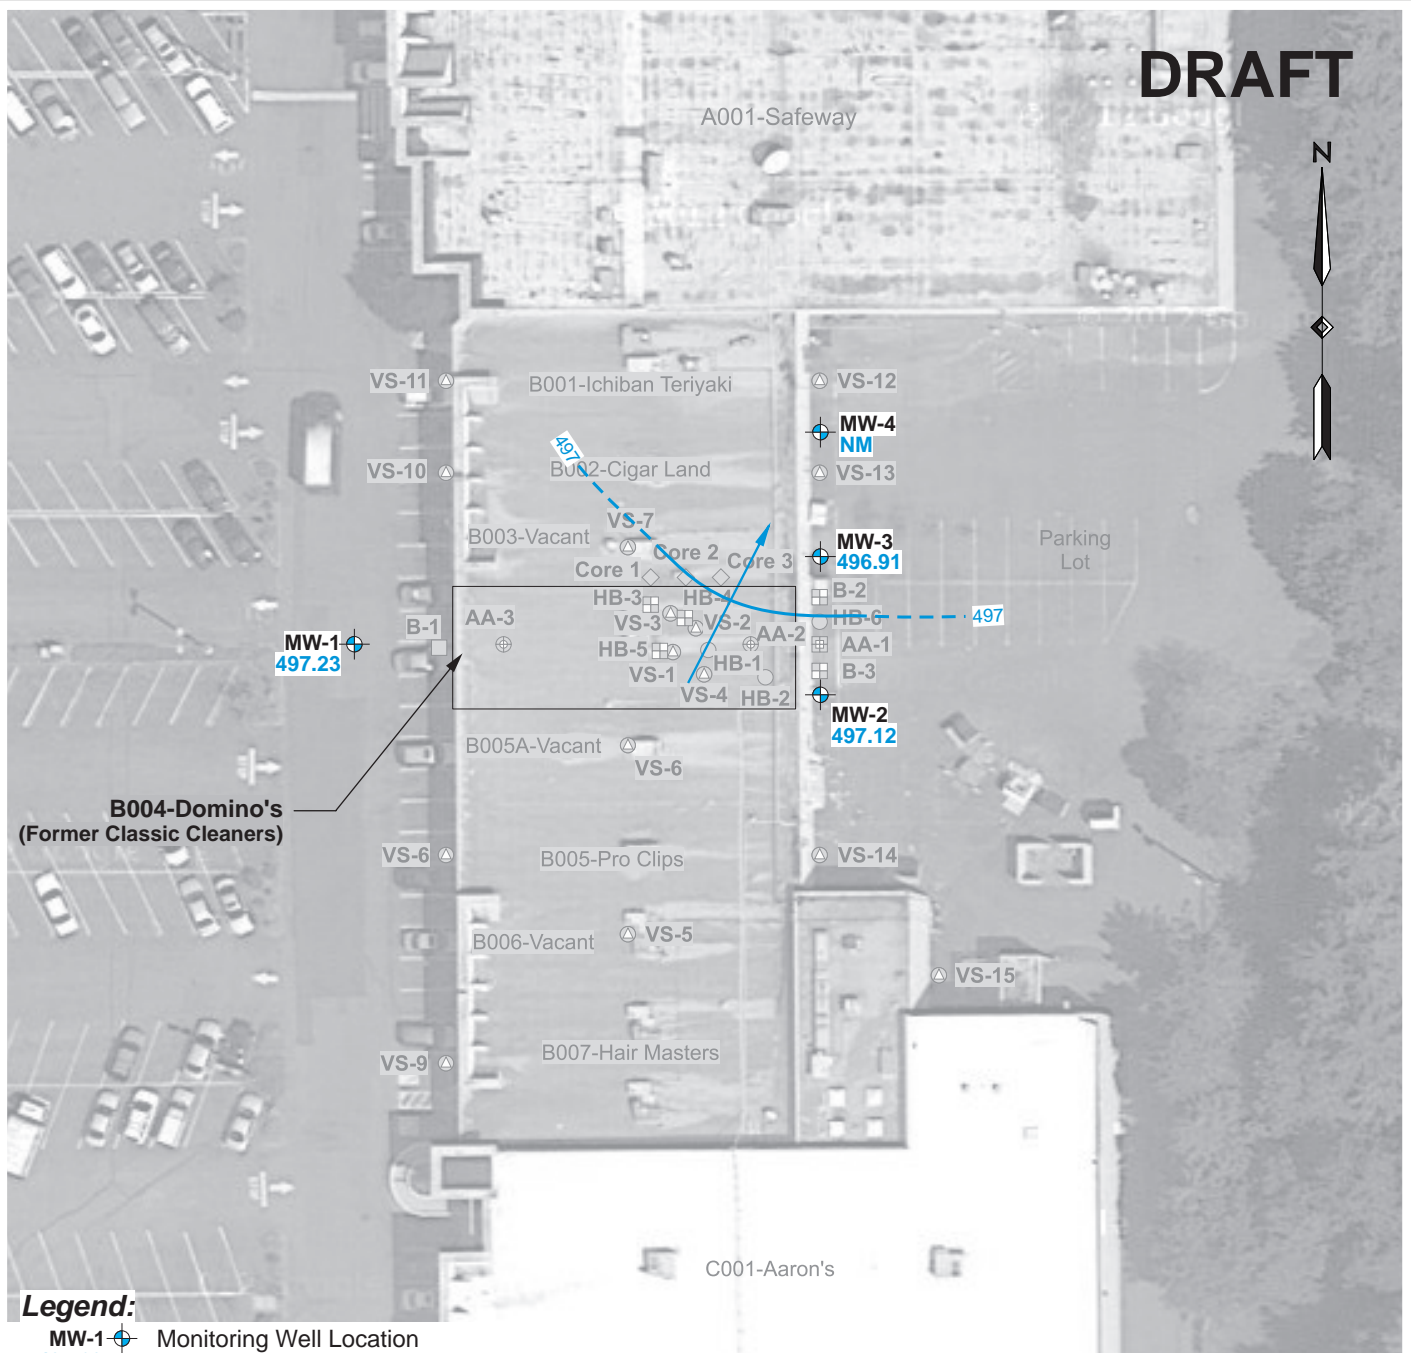 DRAFT
A001-Safeway
N
VS-11
B001-Ichiban Teriyaki
VS-12
MW-4
NM
497
VS-10
B002-Cigar Land
VS-13
VS-7
B003-Vacant
Core 2
Core 3
Core 1
MW-3
496.91
Parking
Lot
HB-3
HB-4
B-2
AA-3
VS-3
VS-2
HB-6
497
B-1
AA-2
MW-1
497.23
HB-5
HB-1
AA-1
VS-1
B-3
VS-4
HB-2
MW-2
497.12
B005A-Vacant
VS-6
B004-Domino's
(Former Classic Cleaners)
VS-6
B005-Pro Clips
VS-14
B006-Vacant
VS-5
VS-15
VS-9
B007-Hair Masters
C001-Aaron's
Legend:
MW-1
Monitoring Well Location